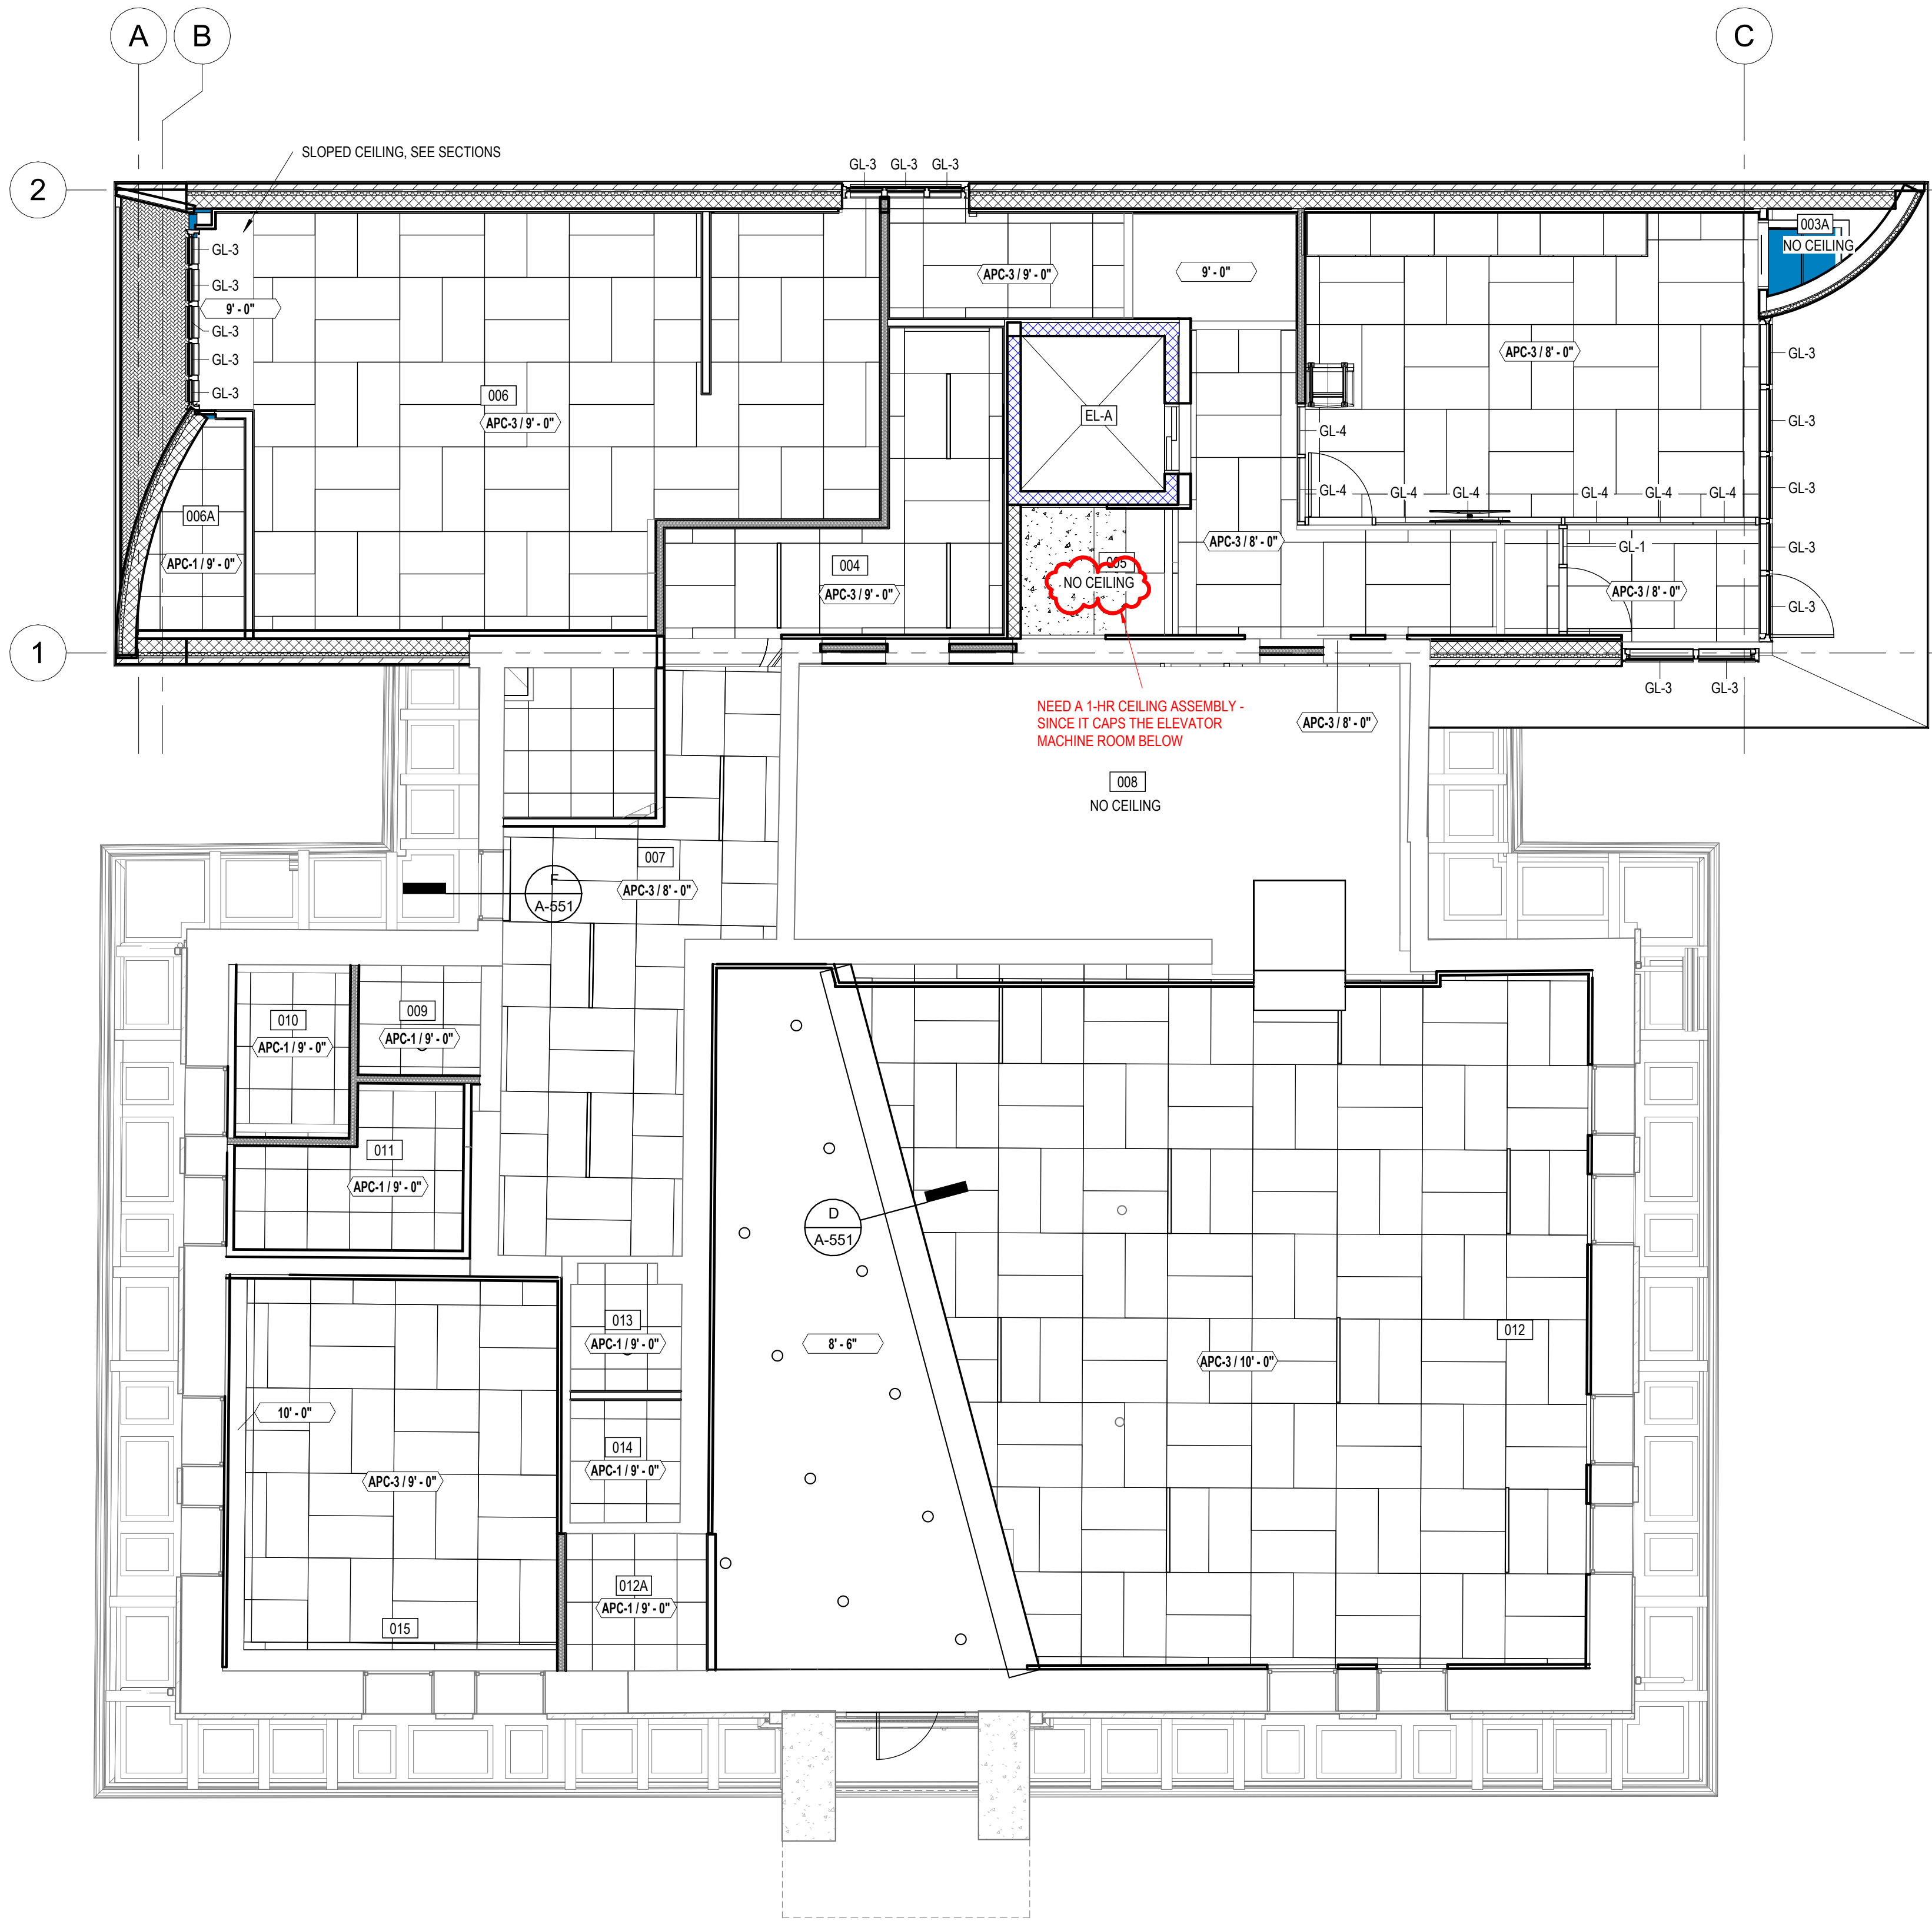 A
B
C
2
1
SLOPED CEILING, SEE SECTIONS
GL-3
GL-3
GL-3
GL-3
GL-3
9' - 0"
GL-3
GL-3
GL-3
006
APC-3 / 9' - 0"
006A
APC-1 / 9' - 0"
APC-3 / 9' - 0"
9' - 0"
003A
NO CEILING
APC-3 / 8' - 0"
GL-3
GL-3
GL-3
GL-3
GL-3
EL-A
GL-4
GL-4
GL-4
GL-4
GL-4
GL-4
GL-4
GL-1
004
APC-3 / 9' - 0"
005
NO CEILING
APC-3 / 8' - 0"
APC-3 / 8' - 0"
GL-3
GL-3
NEED A 1-HR CEILING ASSEMBLY -
SINCE IT CAPS THE ELEVATOR
MACHINE ROOM BELOW
APC-3 / 8' - 0"
008
NO CEILING
007
APC-3 / 8' - 0"
F
A-551
010
APC-1 / 9' - 0"
009
APC-1 / 9' - 0"
011
APC-1 / 9' - 0"
D
A-551
013
APC-1 / 9' - 0"
8' - 6"
012
APC-3 / 10' - 0"
10' - 0"
014
APC-1 / 9' - 0"
APC-3 / 9' - 0"
012A
APC-1 / 9' - 0"
015